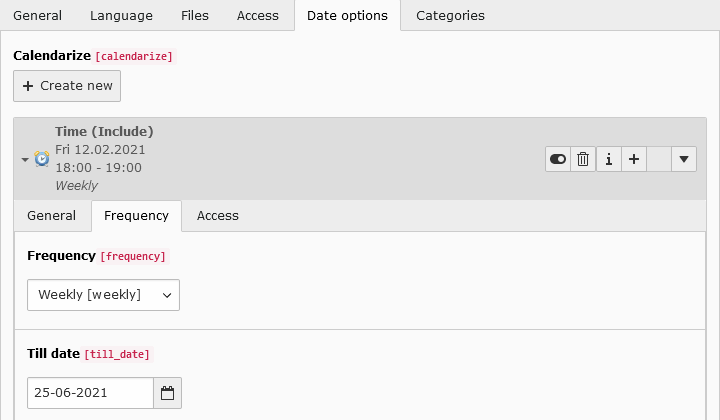 General Language Files Access Date options Categories
Calendarize [calendarize]
+ Create new
Time (Include)
Fri 12.02.2021
18:00 - 19:00
Weekly
General Frequency Access
Frequency [frequency]
Weekly [weekly]
Till date [till_date]
25-06-2021